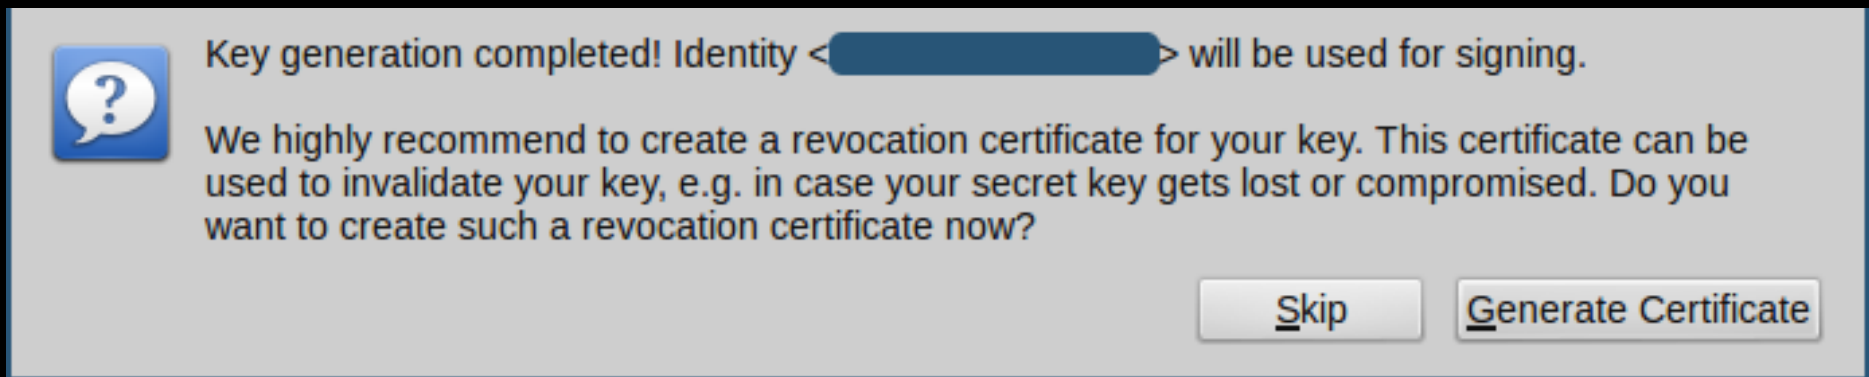 Key generation completed! Identity <> will be used for signing.
We highly recommend to create a revocation certificate for your key. This certificate can be
used to invalidate your key, e.g. in case your secret key gets lost or compromised. Do you
want to create such a revocation certificate now?
Skip
Generate Certificate